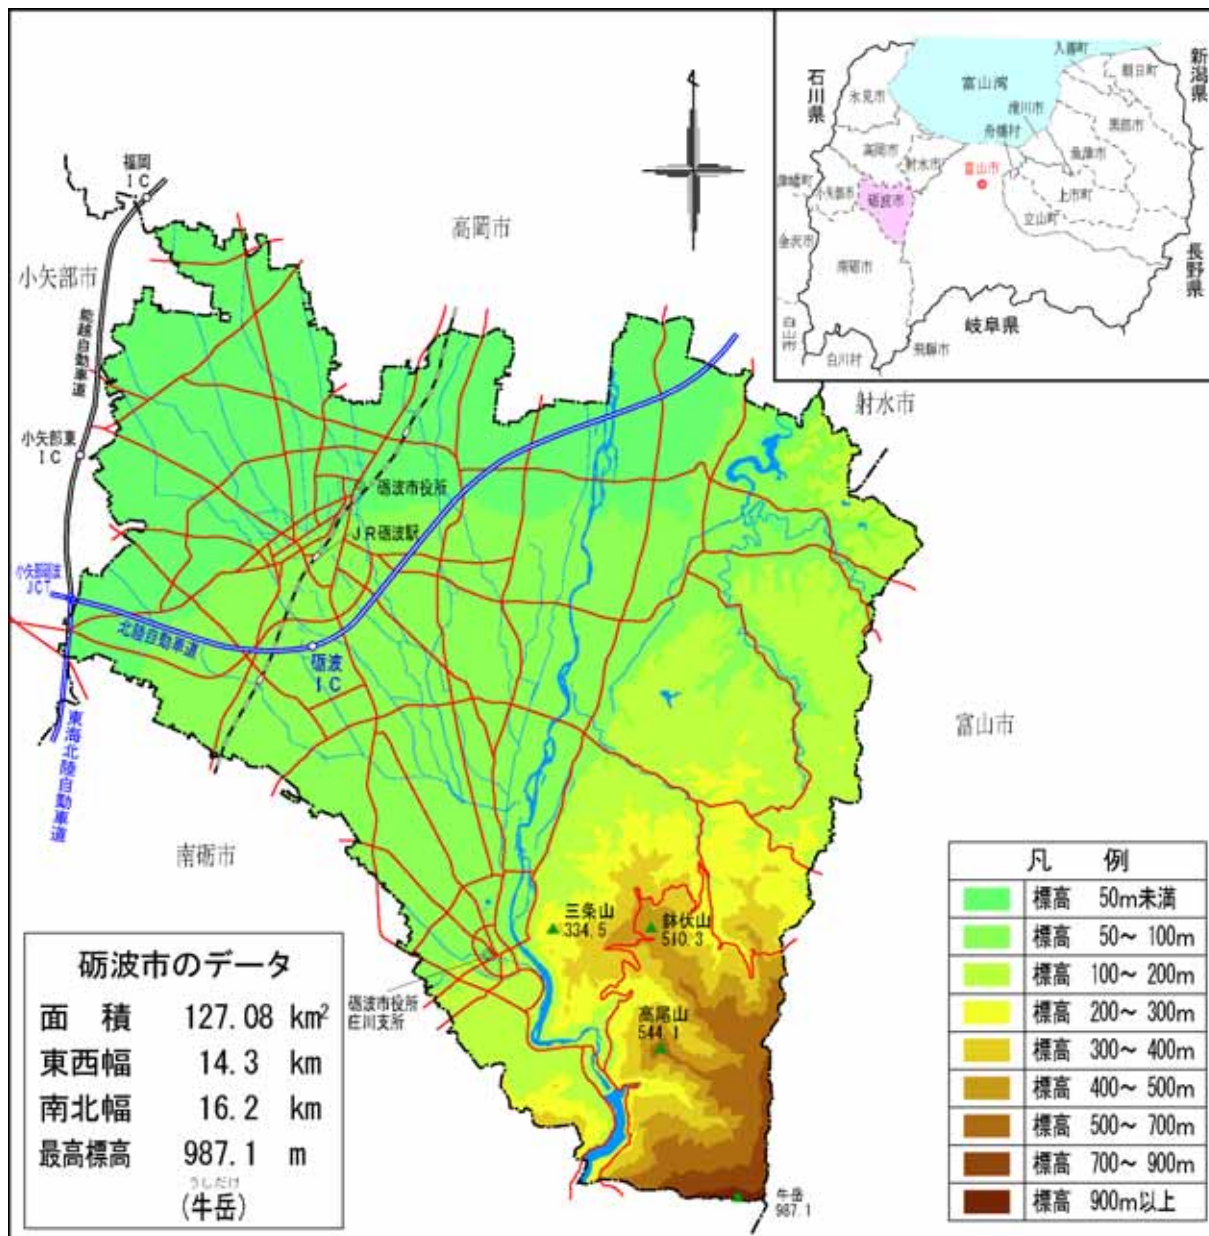 石川県
新潟県
長野県
岐阜県
富山湾
氷見市
入善町
朝日町
黒部市
滑川市
舟橋村
魚津市
高岡市
射水市
富山市
上市町
立山町
津幡町
小矢部市
砺波市
金沢市
南砺市
白山市
白川村
飛騨市
福岡
IC
高岡市
小矢部市
能越自動車道
小矢部東
IC
射水市
砺波市役所
JR砺波駅
小矢部砺波
JCT
北陸自動車道
砺波
IC
東海北陸自動車道
富山市
南砺市
三条山
334.5
鉢伏山
510.3
高尾山
544.1
砺波市役所
庄川支所
牛岳
987.1
砺波市のデータ
面 積 127.08 km²
東西幅 14.3 km
南北幅 16.2 km
最高標高 987.1 m
うしだけ
(牛岳)
凡 例
標高 50m未満
標高 50～ 100m
標高 100～ 200m
標高 200～ 300m
標高 300～ 400m
標高 400～ 500m
標高 500～ 700m
標高 700～ 900m
標高 900m以上